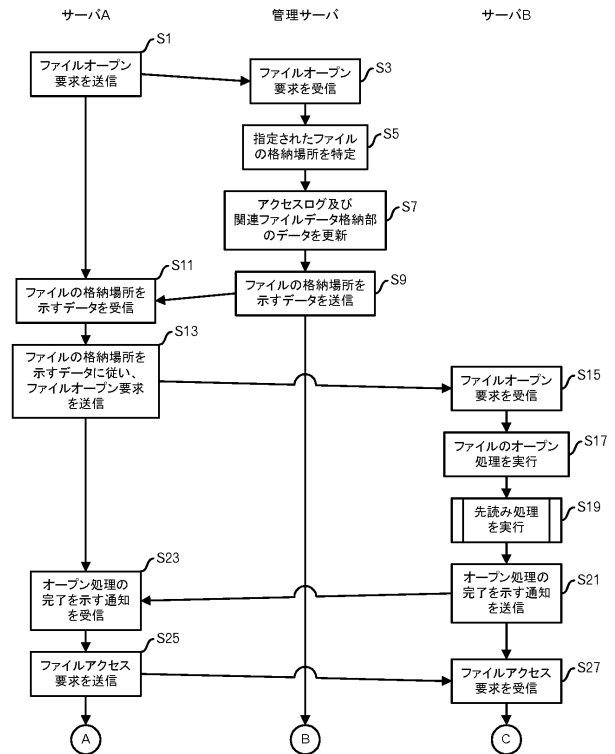 サーバA
管理サーバ
サーバB
S1
ファイルオープン
要求を送信
S3
ファイルオープン
要求を受信
S5
指定されたファイル
の格納場所を特定
S7
アクセスログ及び
関連ファイルデータ格納部
のデータを更新
S9
ファイルの格納場所を
示すデータを送信
S11
ファイルの格納場所を
示すデータを受信
S13
ファイルの格納場所を
示すデータに従い、
ファイルオープン要求
を送信
S15
ファイルオープン
要求を受信
S17
ファイルのオープン
処理を実行
S19
先読み処理
を実行
S21
オープン処理の
完了を示す通知
を送信
S23
オープン処理の
完了を示す通知
を受信
S25
ファイルアクセス
要求を送信
S27
ファイルアクセス
要求を受信
A
B
C